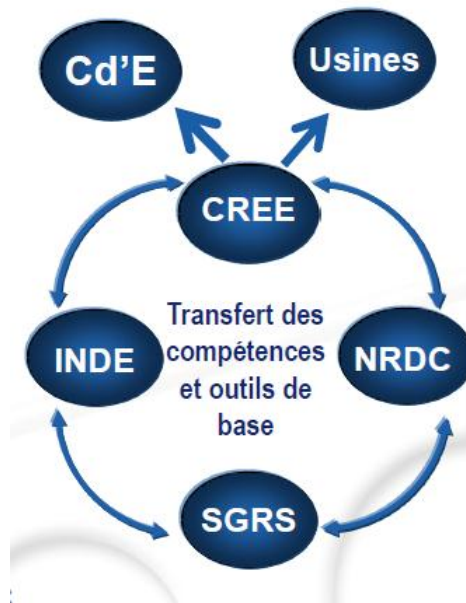 Cd'E
Usines
CREE
Transfert des
compétences
et outils de
base
INDE
NRDC
SGRS